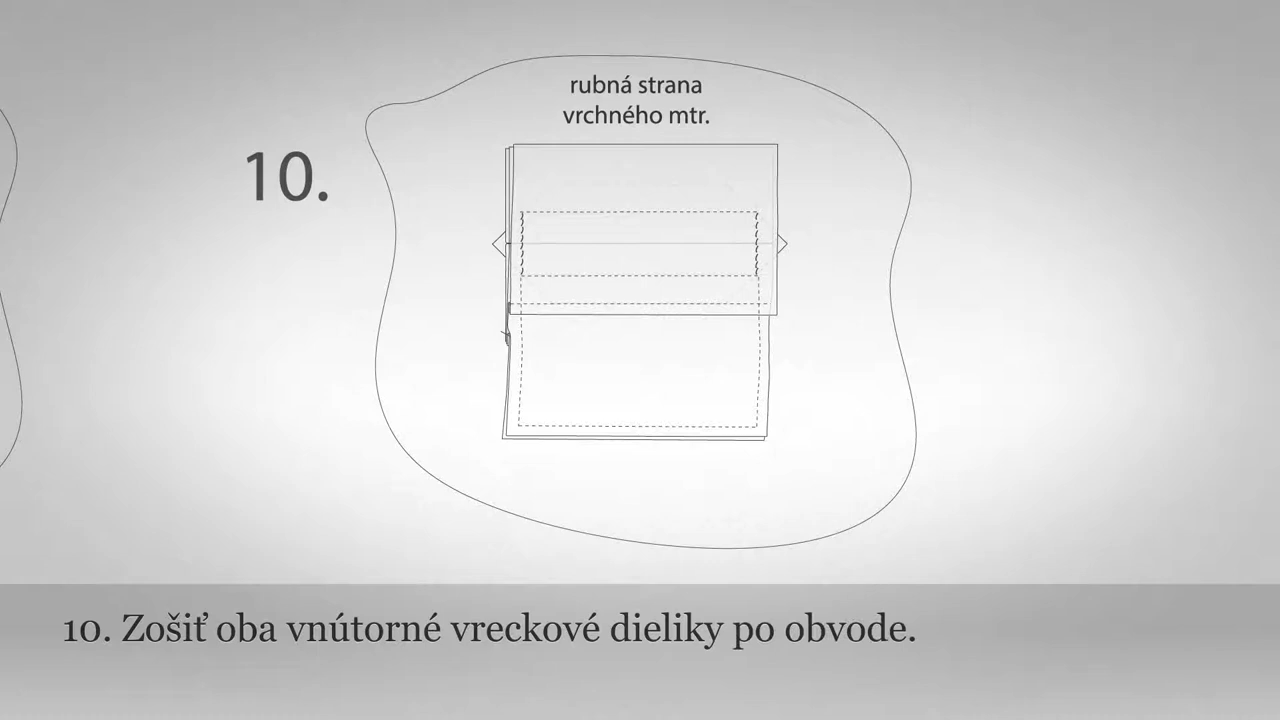 rubná strana
vrchného mtr.
10.
10. Zošiť oba vnútorné vreckové dieliky po obvode.